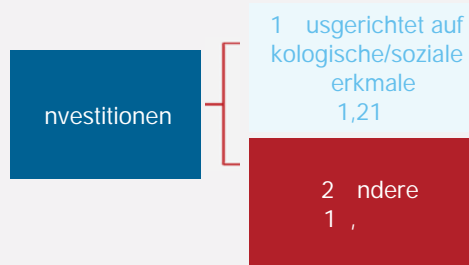 nvestitionen
1 usgerichtet auf
kologische/soziale
erkmale
1,21
2 ndere
1 ,